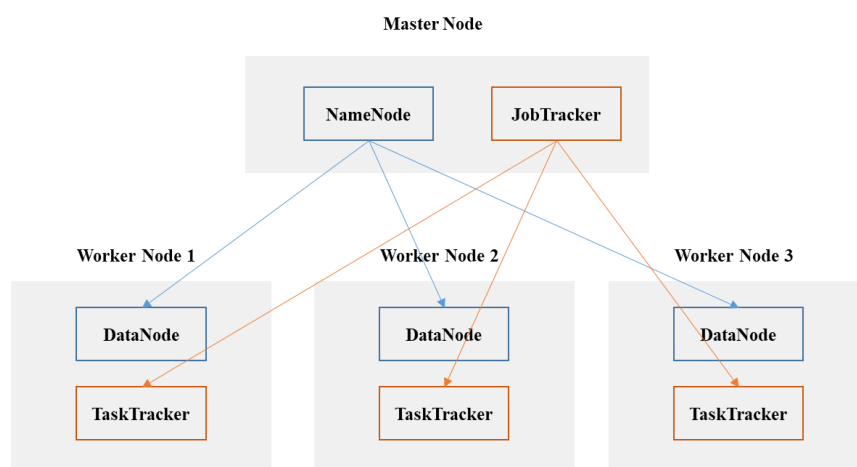 Master Node
NameNode
JobTracker
Worker Node 1
Worker Node 2
Worker Node 3
DataNode
DataNode
DataNode
TaskTracker
TaskTracker
TaskTracker